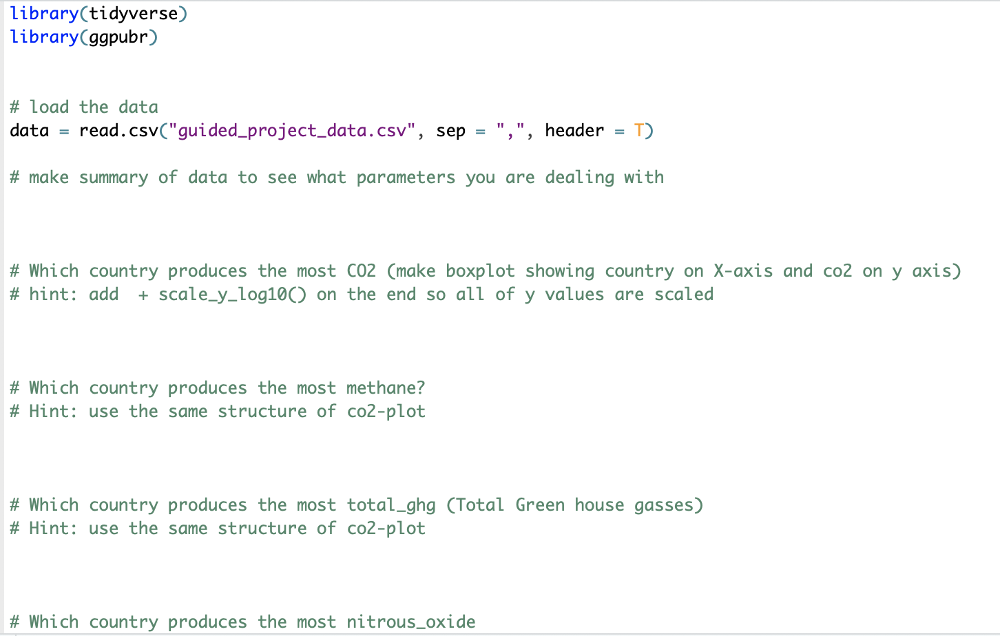 library(tidyverse)
library(ggpubr)
# load the data
data = read.csv("guided_project_data.csv", sep = ",", header = T)
# make summary of data to see what parameters you are dealing with
# Which country produces the most CO2 (make boxplot showing country on X-axis and co2 on y axis)
# hint: add  + scale_y_log10() on the end so all of y values are scaled
# Which country produces the most methane?
# Hint: use the same structure of co2-plot
# Which country produces the most total_ghg (Total Green house gasses)
# Hint: use the same structure of co2-plot
# Which country produces the most nitrous_oxide